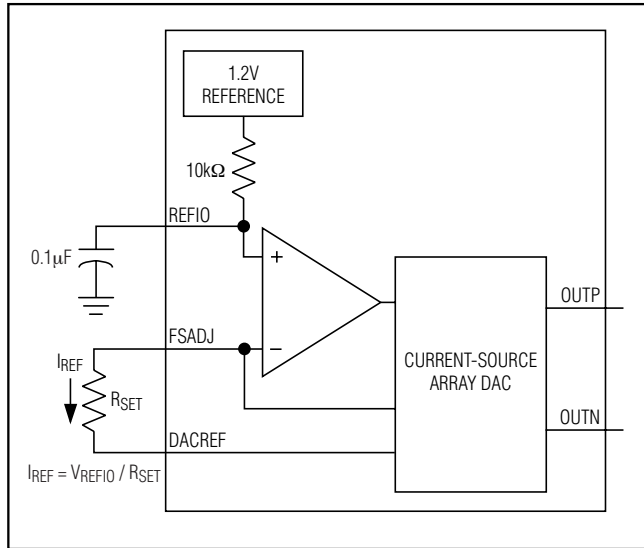 1.2V
REFERENCE
10kΩ
REFIO
0.1µF
+
OUTP
FSADJ
−
CURRENT-SOURCE
ARRAY DAC
IREF
RSET
OUTN
DACREF
IREF = VREFIO / RSET